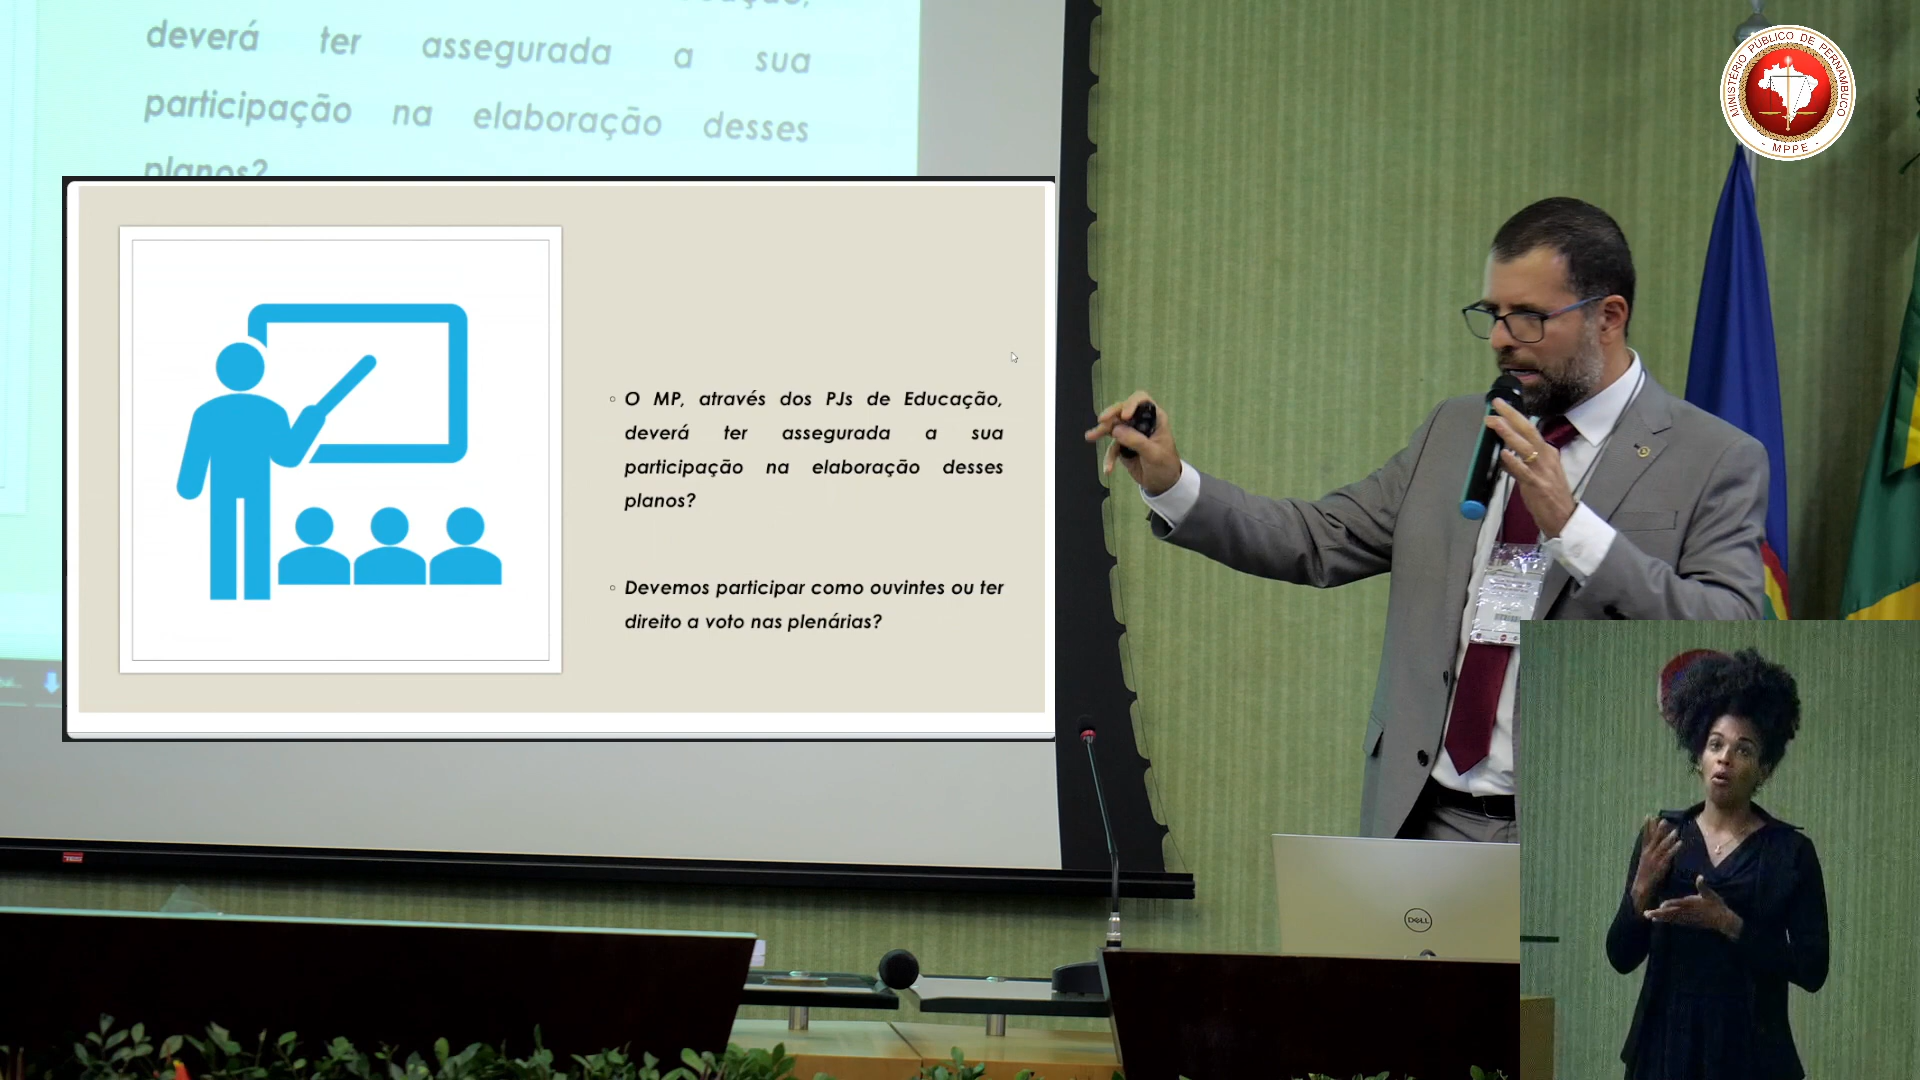 deverá ter assegurada a sua
participação na elaboração desses
planos?
O MP, através dos PJs de Educação,
deverá ter assegurada a sua
participação na elaboração desses
planos?
Devemos participar como ouvintes ou ter
direito a voto nas plenárias?
MINISTÉRIO PÚBLICO DE PERNAMBUCO
- MPPE -
DELL